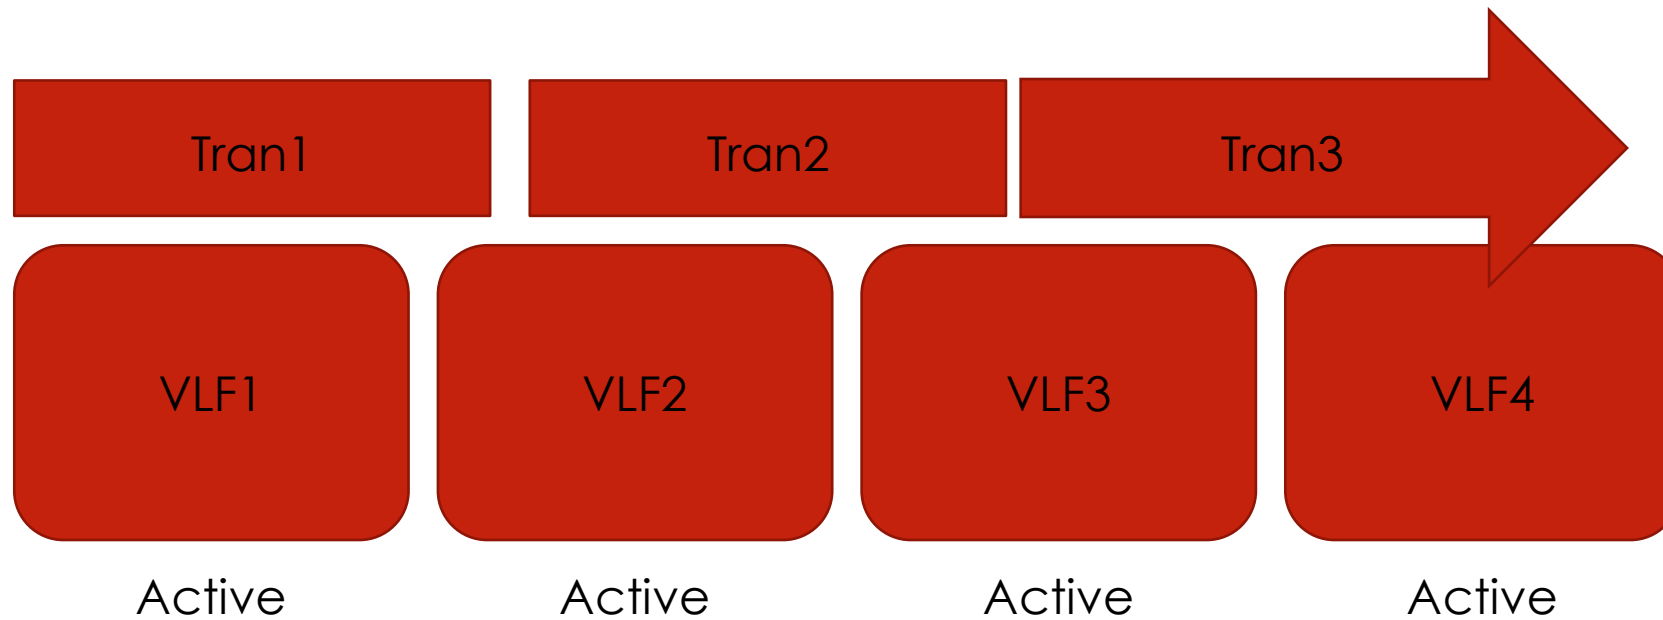 Tran1 Tran2 Tran3
VLF1 VLF2 VLF3 VLF4
Active Active Active Active